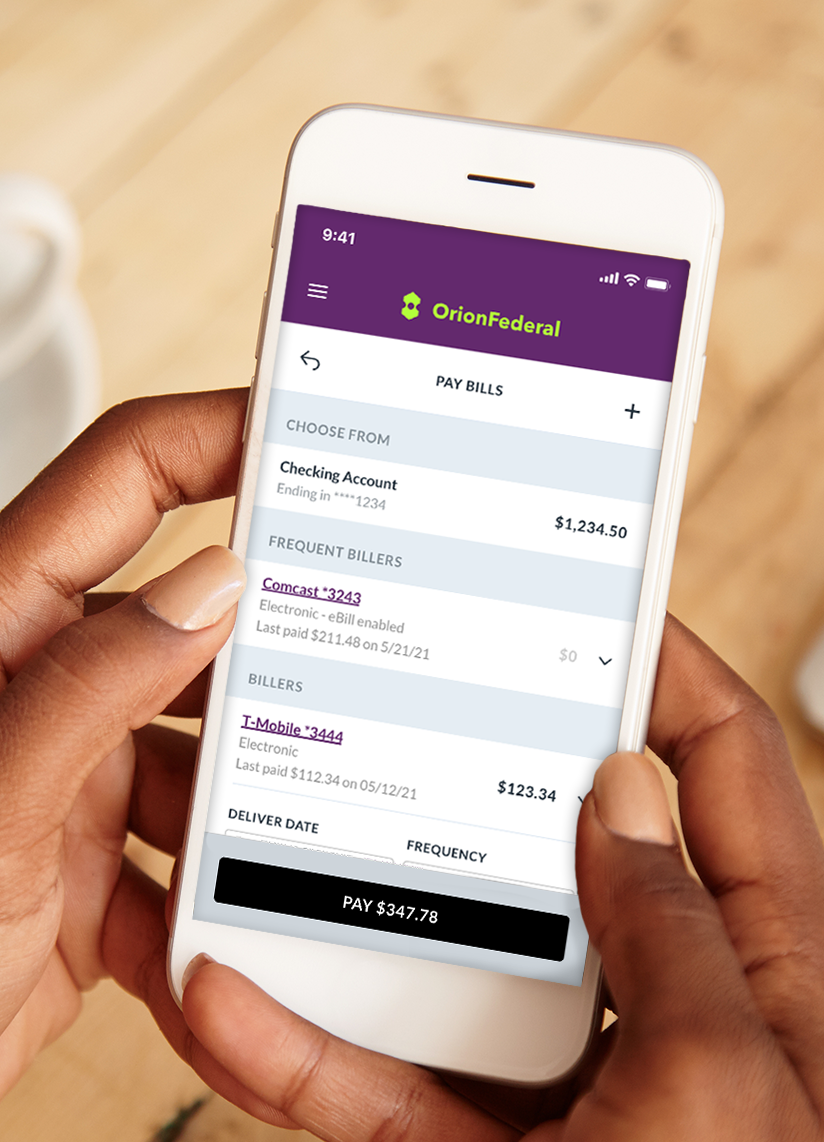 9:41
OrionFederal
PAY BILLS
CHOOSE FROM
Checking Account
Ending in ****1234
$1,234.50
FREQUENT BILLERS
Comcast *3243
Electronic - eBill enabled
Last paid $211.48 on 5/21/21
$0
BILLERS
T-Mobile *3444
Electronic
Last paid $112.34 on 05/12/21
$123.34
DELIVER DATE
FREQUENCY
PAY $347.78